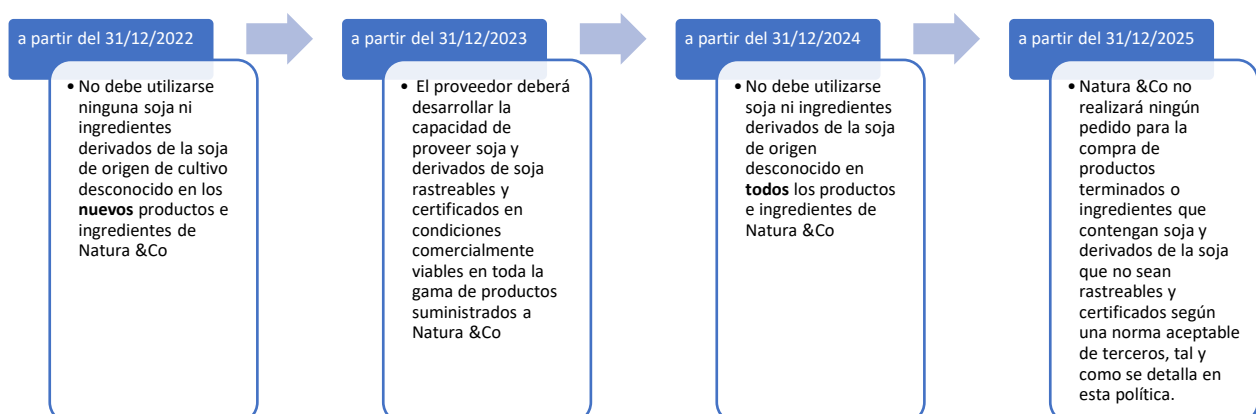 a partir del 31/12/2022
• No debe utilizarse
ninguna soja ni
ingredientes
derivados de la soja
de origen de cultivo
desconocido en los
nuevos productos e
ingredientes de
Natura &Co
a partir del 31/12/2023
• El proveedor deberá
desarrollar la
capacidad de
proveer soja y
derivados de soja
rastreables y
certificados en
condiciones
comercialmente
viables en toda la
gama de productos
suministrados a
Natura &Co
a partir del 31/12/2024
• No debe utilizarse
soja ni ingredientes
derivados de la soja
de origen
desconocido en
todos los productos
e ingredientes de
Natura &Co
a partir del 31/12/2025
• Natura &Co no
realizará ningún
pedido para la
compra de
productos
terminados o
ingredientes que
contengan soja y
derivados de la soja
que no sean
rastreables y
certificados según
una norma aceptable
de terceros, tal y
como se detalla en
esta política.